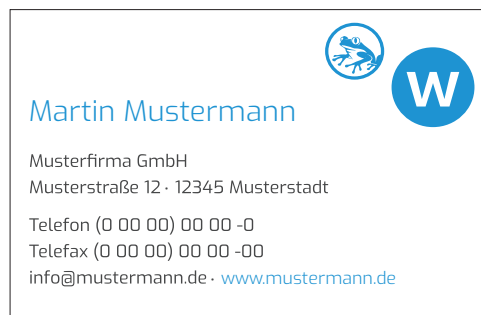 W
Martin Mustermann
Musterfirma GmbH
Musterstraße 12 · 12345 Musterstadt
Telefon (0 00 00) 00 00 -0
Telefax (0 00 00) 00 00 -00
info@mustermann.de · www.mustermann.de